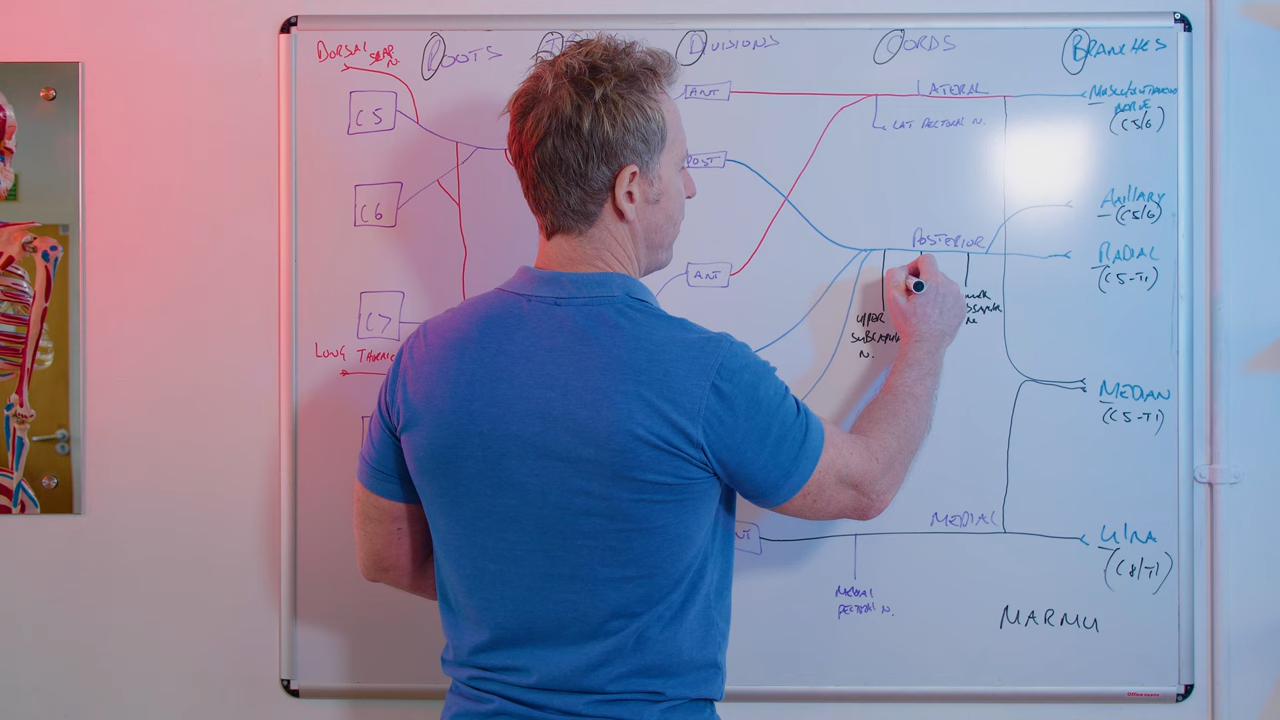 DORSAL SCAP. N.
ROOTS
DIVISIONS
CORDS
BRANCHES
C5
ANT
LATERAL
MUSCULOCUTANEOUS
NERVE
(C5/6)
LAT PECTORAL N.
POST
C6
AXILLARY
(C5/6)
POSTERIOR
RADIAL
(C5-T1)
ANT
C7
UPPER
SUBSCAPULAR
N.
LONG THORACIC
MEDIAN
(C5-T1)
MEDIAL
ULNA
(C8/T1)
MEDIAL
PECTORAL N.
MARMU